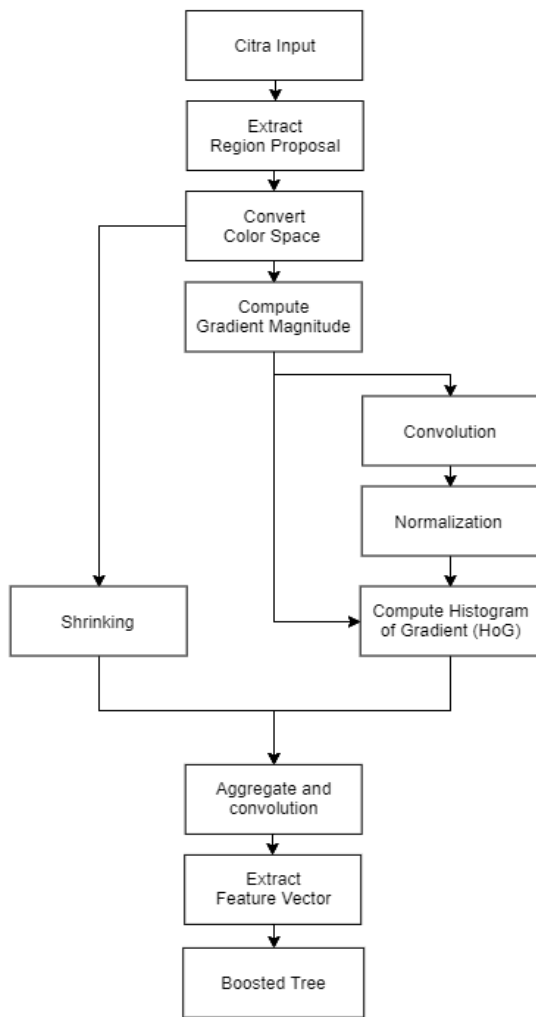 Citra Input
Extract
Region Proposal
Convert
Color Space
Compute
Gradient Magnitude
Convolution
Normalization
Shrinking
Compute Histogram
of Gradient (HoG)
Aggregate and
convolution
Extract
Feature Vector
Boosted Tree